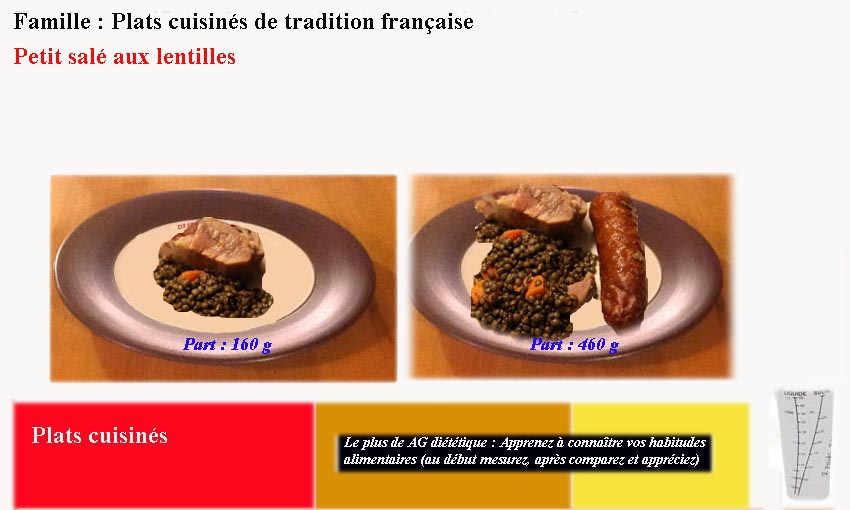 Famille : Plats cuisinés de tradition française
Petit salé aux lentilles
Part : 160 g
Part : 460 g
Plats cuisinés
Le plus de AG diététique : Apprenez à connaître vos habitudes
alimentaires (au début mesurez, après comparez et appréciez)
LIQUIDE